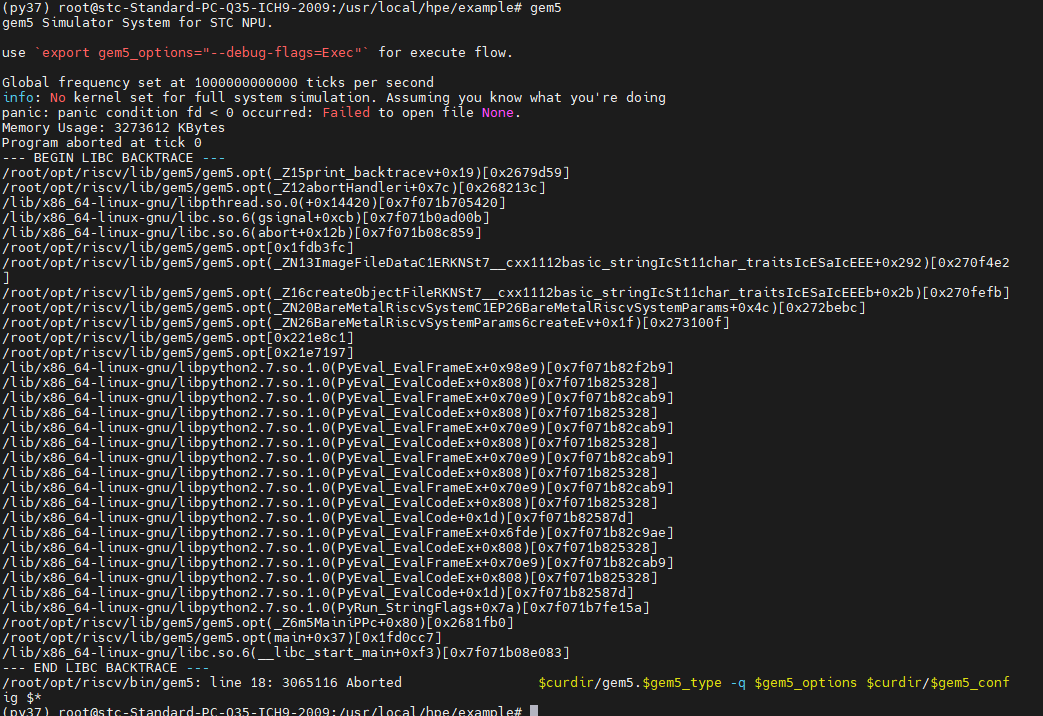 (py37) root@stc-Standard-PC-Q35-ICH9-2009:/usr/local/hpe/example# gem5
gem5 Simulator System for STC NPU.
use `export gem5_options="--debug-flags=Exec"` for execute flow.
Global frequency set at 1000000000000 ticks per second
info: No kernel set for full system simulation. Assuming you know what you're doing
panic: panic condition fd < 0 occurred: Failed to open file None.
Memory Usage: 3273612 KBytes
Program aborted at tick 0
--- BEGIN LIBC BACKTRACE ---
/root/opt/riscv/lib/gem5/gem5.opt(_Z15print_backtracev+0x19)[0x2679d59]
/root/opt/riscv/lib/gem5/gem5.opt(_Z12abortHandleri+0x7c)[0x268213c]
/lib/x86_64-linux-gnu/libpthread.so.0(+0x14420)[0x7f071b705420]
/lib/x86_64-linux-gnu/libc.so.6(gsignal+0xcb)[0x7f071b0ad00b]
/lib/x86_64-linux-gnu/libc.so.6(abort+0x12b)[0x7f071b08c859]
/root/opt/riscv/lib/gem5/gem5.opt[0x1fdb3fc]
/root/opt/riscv/lib/gem5/gem5.opt(_ZN13ImageFileDataC1ERKNSt7__cxx1112basic_stringIcSt11char_traitsIcESaIcEEE+0x292)[0x270f4e2
]
/root/opt/riscv/lib/gem5/gem5.opt(_Z16createObjectFileRKNSt7__cxx1112basic_stringIcSt11char_traitsIcESaIcEEEb+0x2b)[0x270fefb]
/root/opt/riscv/lib/gem5/gem5.opt(_ZN20BareMetalRiscvSystemC1EP26BareMetalRiscvSystemParams+0x4c)[0x272bebc]
/root/opt/riscv/lib/gem5/gem5.opt(_ZN26BareMetalRiscvSystemParams6createEv+0x1f)[0x273100f]
/root/opt/riscv/lib/gem5/gem5.opt[0x221e8c1]
/root/opt/riscv/lib/gem5/gem5.opt[0x21e7197]
/lib/x86_64-linux-gnu/libpython2.7.so.1.0(PyEval_EvalFrameEx+0x98e9)[0x7f071b82f2b9]
/lib/x86_64-linux-gnu/libpython2.7.so.1.0(PyEval_EvalCodeEx+0x808)[0x7f071b825328]
/lib/x86_64-linux-gnu/libpython2.7.so.1.0(PyEval_EvalFrameEx+0x70e9)[0x7f071b82cab9]
/lib/x86_64-linux-gnu/libpython2.7.so.1.0(PyEval_EvalCodeEx+0x808)[0x7f071b825328]
/lib/x86_64-linux-gnu/libpython2.7.so.1.0(PyEval_EvalFrameEx+0x70e9)[0x7f071b82cab9]
/lib/x86_64-linux-gnu/libpython2.7.so.1.0(PyEval_EvalCodeEx+0x808)[0x7f071b825328]
/lib/x86_64-linux-gnu/libpython2.7.so.1.0(PyEval_EvalFrameEx+0x70e9)[0x7f071b82cab9]
/lib/x86_64-linux-gnu/libpython2.7.so.1.0(PyEval_EvalCodeEx+0x808)[0x7f071b825328]
/lib/x86_64-linux-gnu/libpython2.7.so.1.0(PyEval_EvalFrameEx+0x70e9)[0x7f071b82cab9]
/lib/x86_64-linux-gnu/libpython2.7.so.1.0(PyEval_EvalCodeEx+0x808)[0x7f071b825328]
/lib/x86_64-linux-gnu/libpython2.7.so.1.0(PyEval_EvalCode+0x1d)[0x7f071b82587d]
/lib/x86_64-linux-gnu/libpython2.7.so.1.0(PyEval_EvalFrameEx+0x6fde)[0x7f071b82c9ae]
/lib/x86_64-linux-gnu/libpython2.7.so.1.0(PyEval_EvalCodeEx+0x808)[0x7f071b825328]
/lib/x86_64-linux-gnu/libpython2.7.so.1.0(PyEval_EvalFrameEx+0x70e9)[0x7f071b82cab9]
/lib/x86_64-linux-gnu/libpython2.7.so.1.0(PyEval_EvalCodeEx+0x808)[0x7f071b825328]
/lib/x86_64-linux-gnu/libpython2.7.so.1.0(PyEval_EvalCode+0x1d)[0x7f071b82587d]
/lib/x86_64-linux-gnu/libpython2.7.so.1.0(PyRun_StringFlags+0x7a)[0x7f071b7fe15a]
/root/opt/riscv/lib/gem5/gem5.opt(_Z6m5MainiPPc+0x80)[0x2681fb0]
/root/opt/riscv/lib/gem5/gem5.opt(main+0x37)[0x1fd0cc7]
/lib/x86_64-linux-gnu/libc.so.6(__libc_start_main+0xf3)[0x7f071b08e083]
--- END LIBC BACKTRACE ---
/root/opt/riscv/bin/gem5: line 18: 3065116 Aborted                 $curdir/gem5.$gem5_type -q $gem5_options $curdir/$gem5_conf
ig $*
(py37) root@stc-Standard-PC-Q35-ICH9-2009:/usr/local/hpe/example#